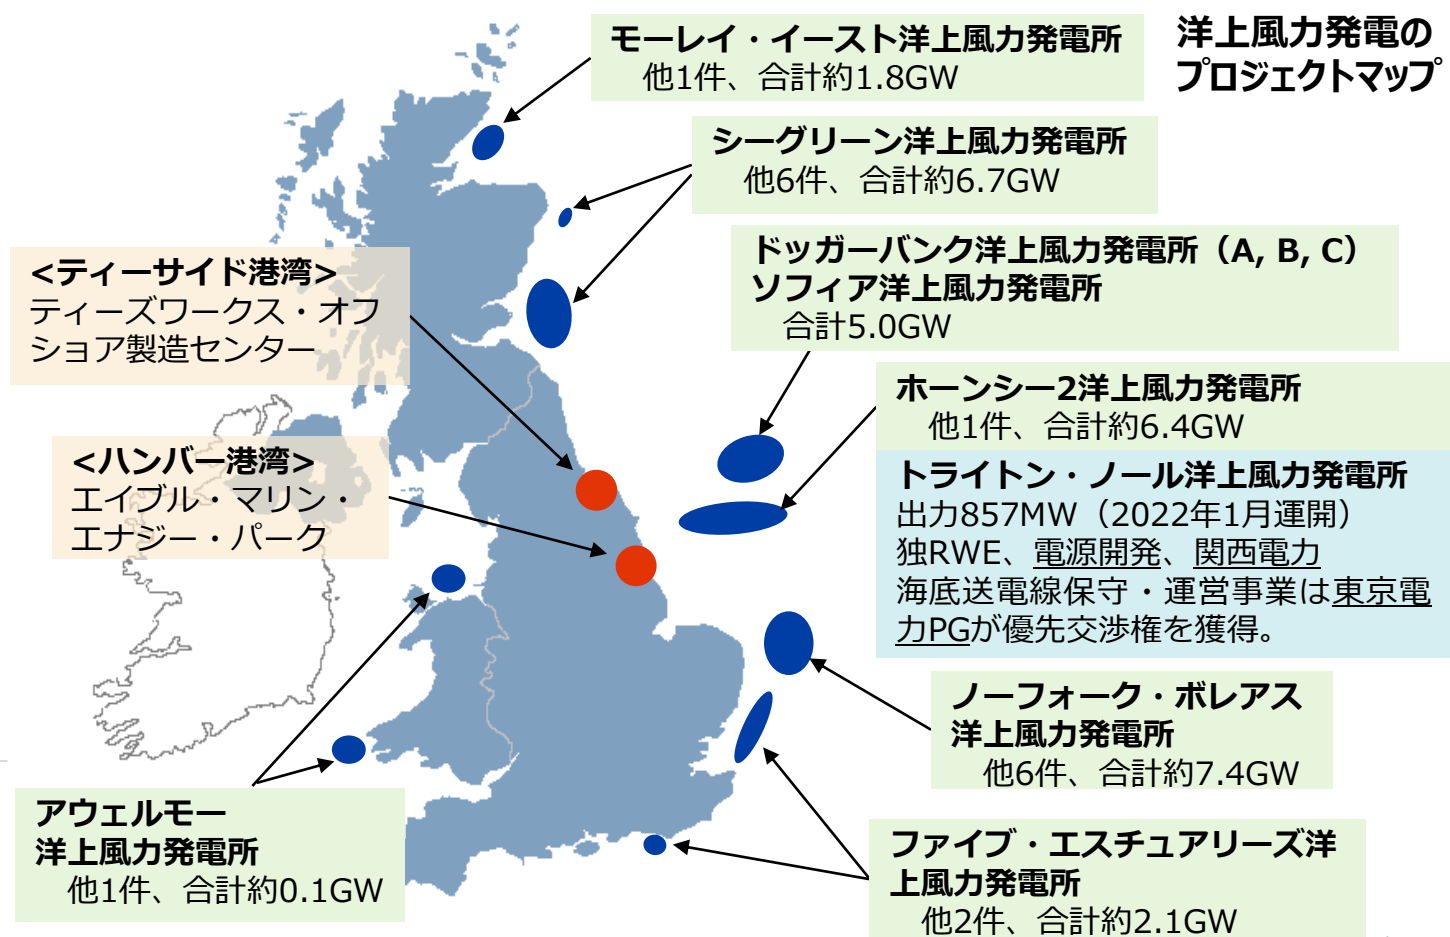 洋上風力発電の
プロジェクトマップ
モーレイ・イースト洋上風力発電所
他1件、合計約1.8GW
シーグリーン洋上風力発電所
他6件、合計約6.7GW
ドッガーバンク洋上風力発電所（A, B, C）
ソフィア洋上風力発電所
合計5.0GW
<ティーサイド港湾>
ティーズワークス・オフ
ショア製造センター
ホーンシー2洋上風力発電所
他1件、合計約6.4GW
<ハンバー港湾>
エイブル・マリン・
エナジー・パーク
トライトン・ノール洋上風力発電所
出力857MW（2022年1月運開）
独RWE、電源開発、関西電力
海底送電線保守・運営事業は東京電
力PGが優先交渉権を獲得。
ノーフォーク・ボレアス
洋上風力発電所
他6件、合計約7.4GW
アウェルモー
洋上風力発電所
他1件、合計約0.1GW
ファイブ・エスチュアリーズ洋
上風力発電所
他2件、合計約2.1GW